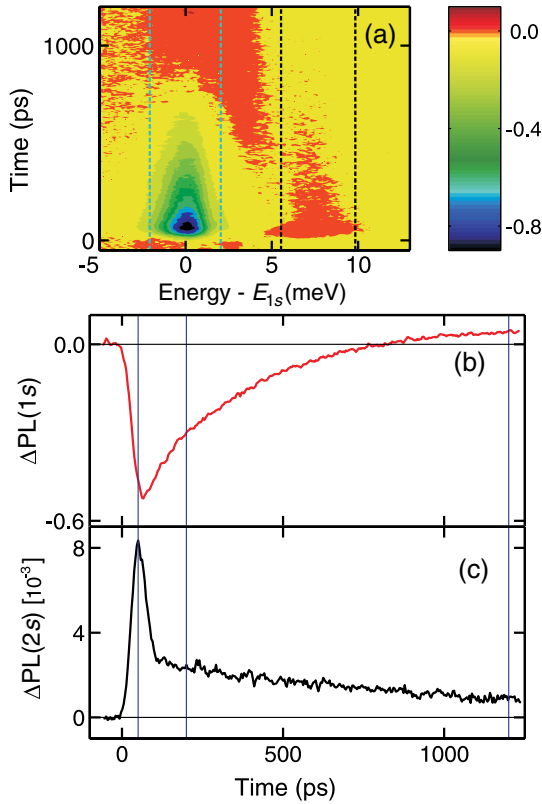 (a)
1200
Time (ps)
0
-5
0
5
10
Energy - E1s(meV)
0.0
-0.4
-0.8
0.0
ΔPL(1s)
-0.6
(b)
8
4
0
ΔPL(2s) [10-3]
(c)
0
500
1000
Time (ps)